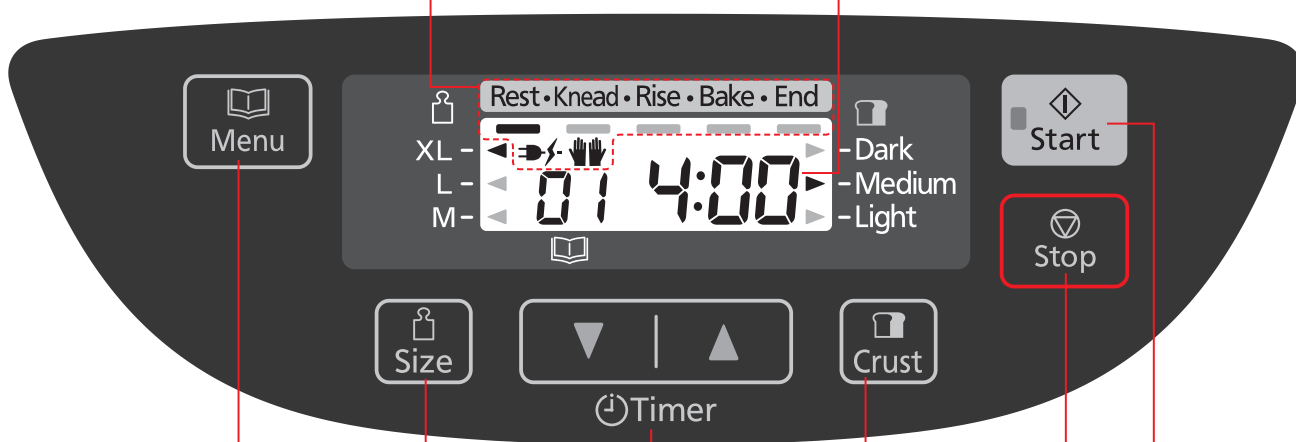 Rest • Knead • Rise • Bake • End
Menu
XL
L
M
01 4:00
Dark
Medium
Light
Start
Stop
Size
Timer
Crust